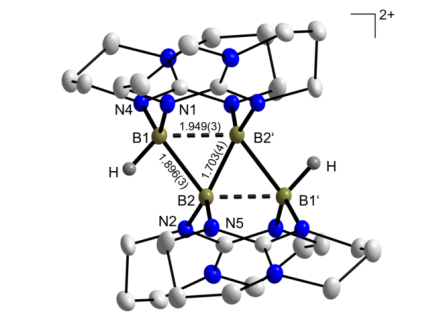 2+
N4 N1
1.949(3)
B1 B2'
H 1.896(3) 1.703(4) H
B2 B1'
N2 N5